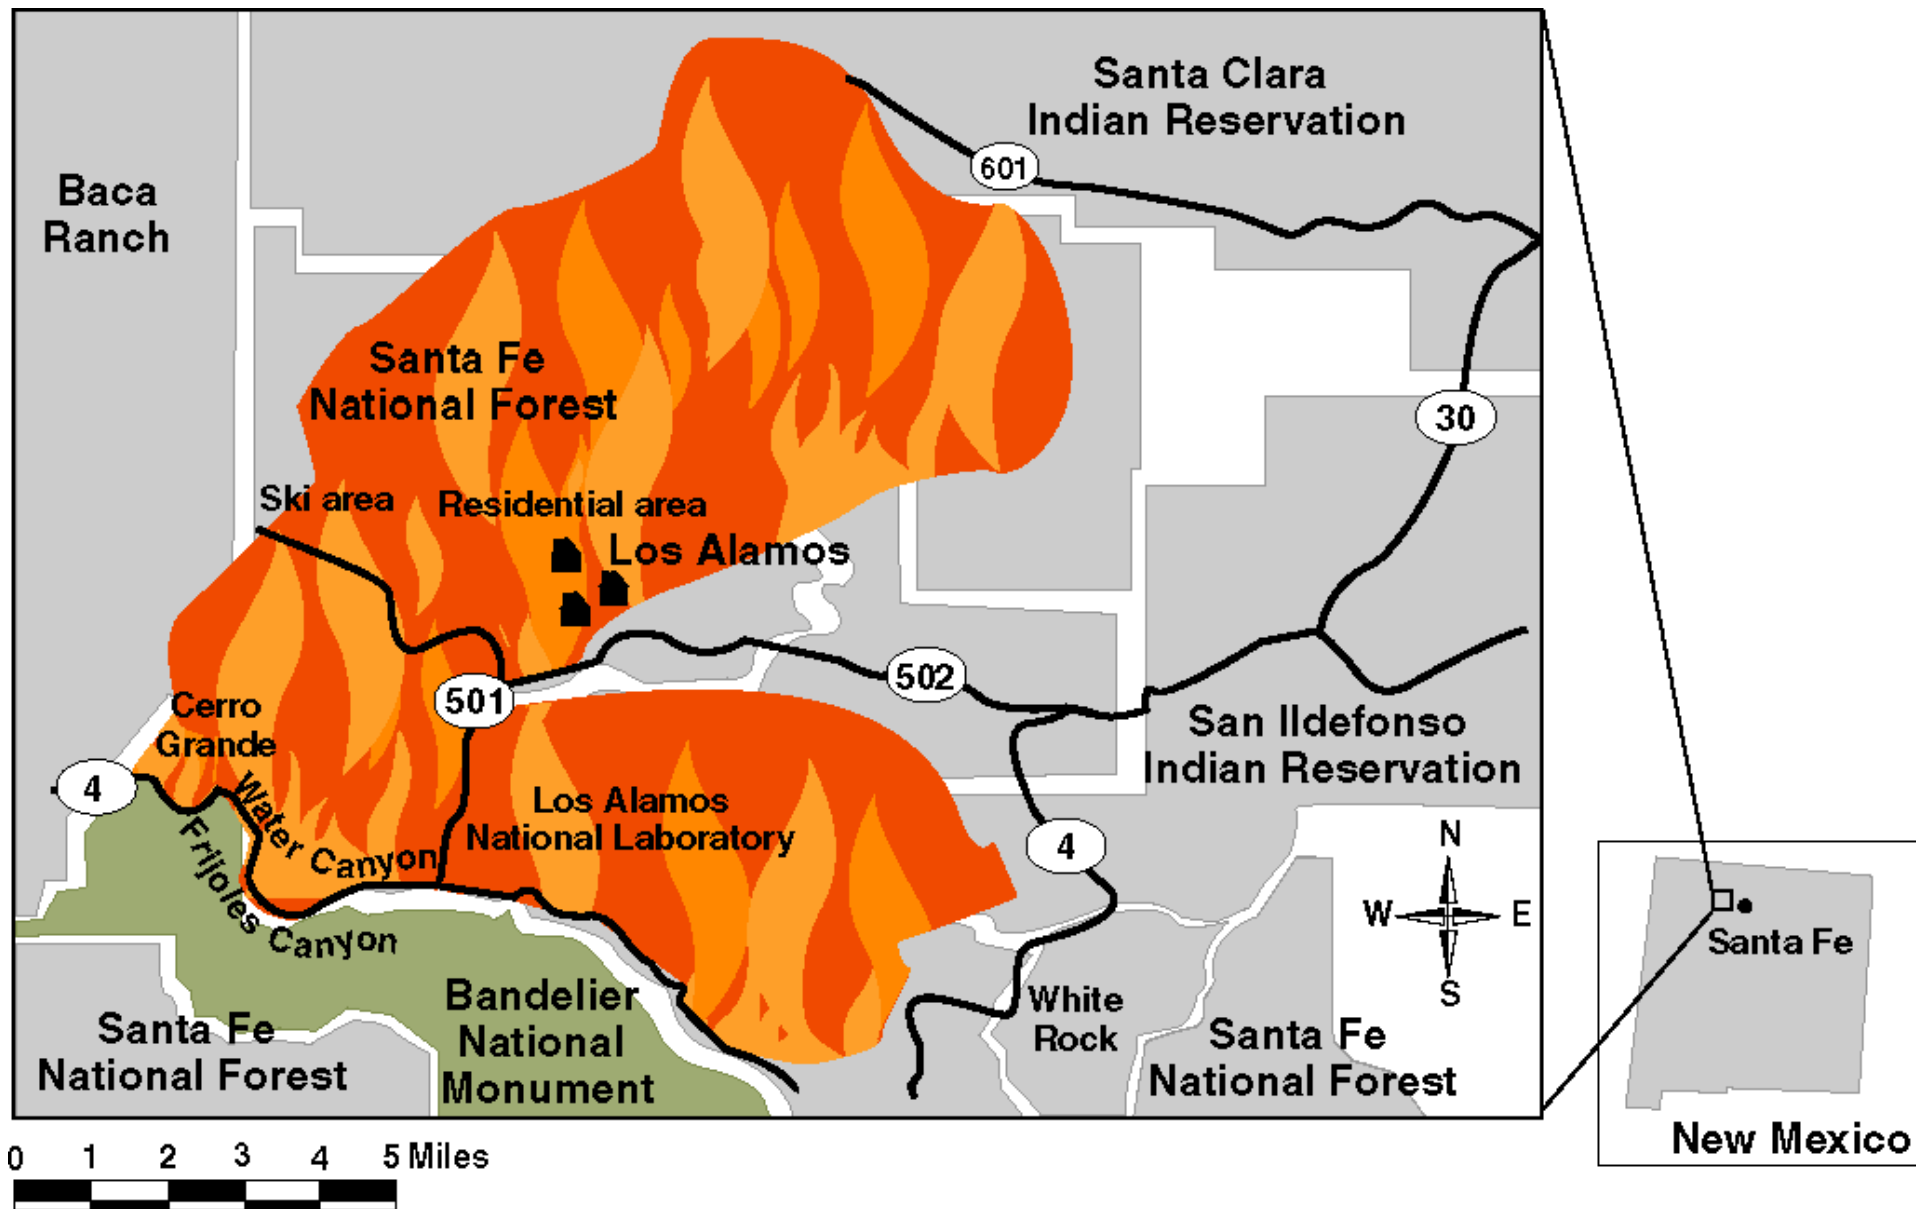 Santa Clara
Indian Reservation
601
Baca
Ranch
Santa Fe
National Forest
30
Ski area
Residential area
Los Alamos
501
502
Cerro
Grande
San Ildefonso
Indian Reservation
4
Water Canyon
Los Alamos
National Laboratory
Frijoles Canyon
4
N
W E
S
Santa Fe
National Forest
Bandelier
National
Monument
White
Rock
Santa Fe
National Forest
Santa Fe
New Mexico
0 1 2 3 4 5 Miles